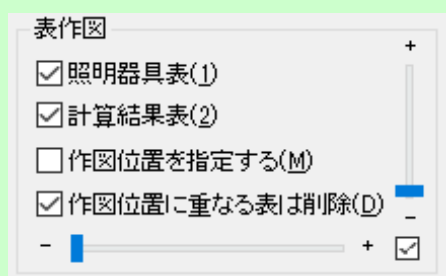 表作図
+
照明器具表(1)
計算結果表(2)
作図位置を指定する(M)
作図位置に重なる表は削除(D)
-
- +